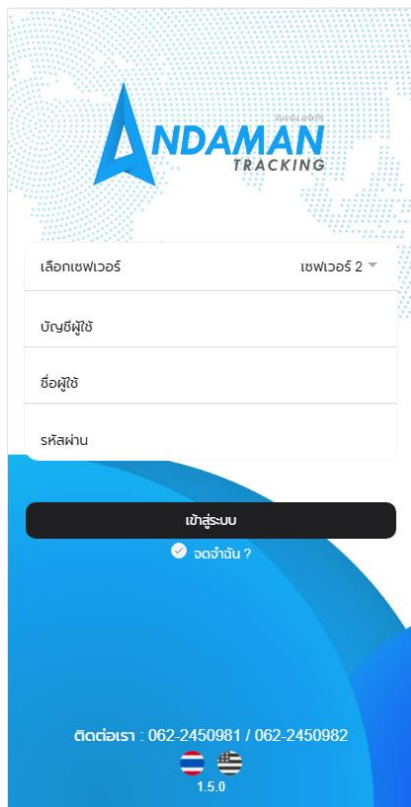 NDAMAN
TRACKING
เลือกเซฟเวอร์ เซฟเวอร์ 2
บัญชีผู้ใช้
ชื่อผู้ใช้
รหัสผ่าน
เข้าสู่ระบบ
จดจำฉัน ?
ติดต่อเรา : 062-2450981 / 062-2450982
1.5.0